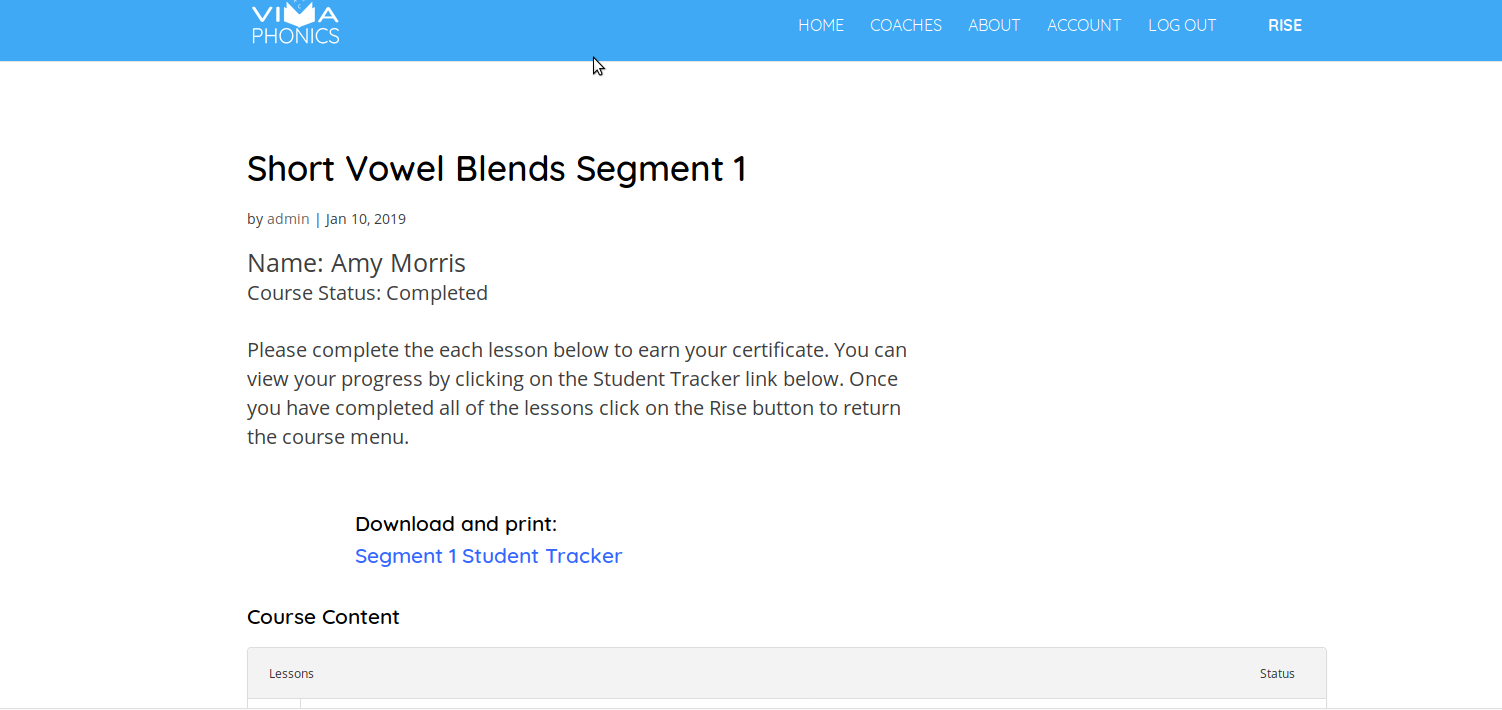 VIMA
PHONICS
HOME COACHES ABOUT ACCOUNT LOG OUT RISE
Short Vowel Blends Segment 1
by admin | Jan 10, 2019
Name: Amy Morris
Course Status: Completed
Please complete the each lesson below to earn your certificate. You can
view your progress by clicking on the Student Tracker link below. Once
you have completed all of the lessons click on the Rise button to return
the course menu.
Download and print:
Segment 1 Student Tracker
Course Content
Lessons Status